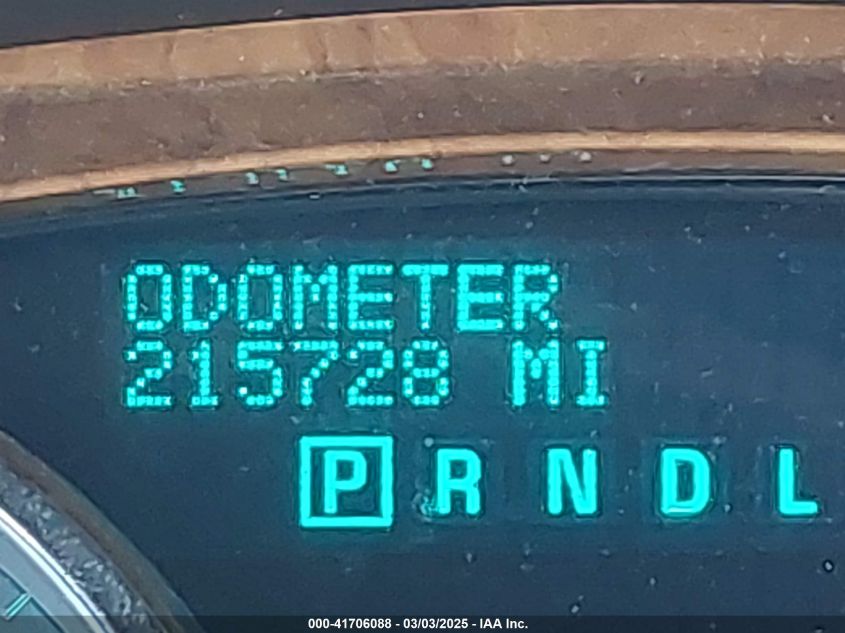 ODOMETER
215728 MI
P R N D L
000-41706088 - 03/03/2025 - IAA Inc.